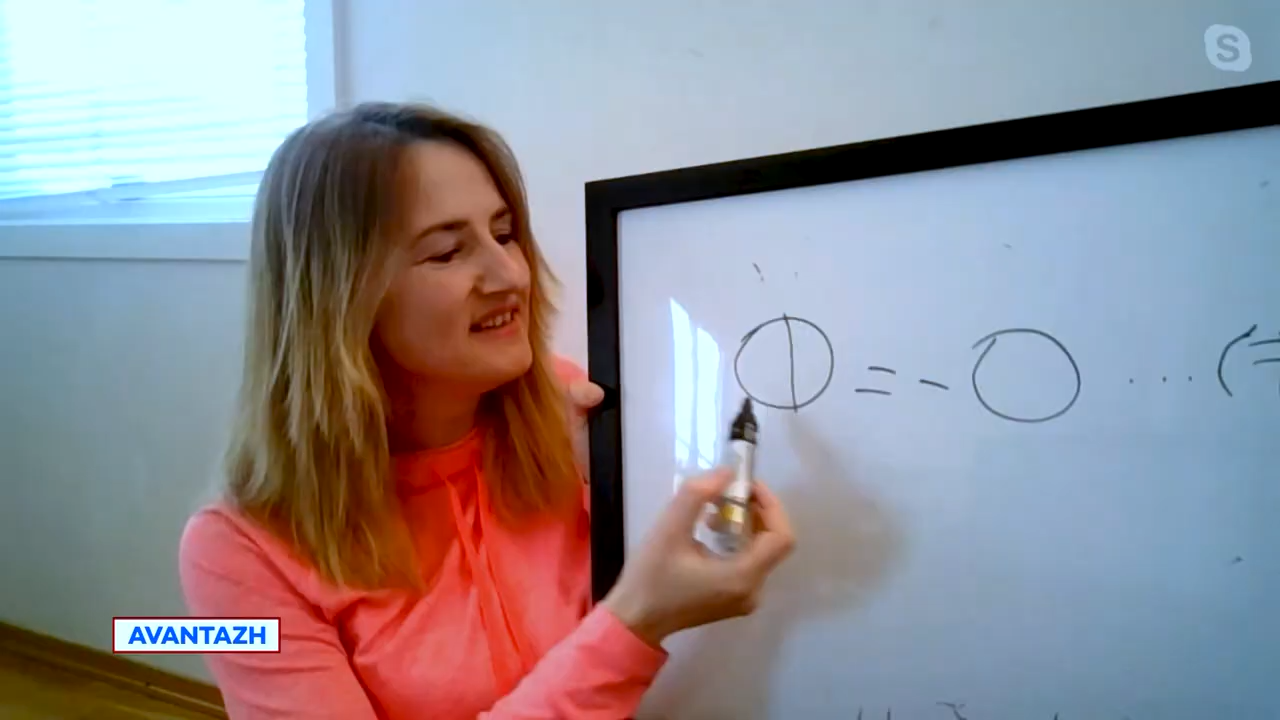 S
AVANTAZH
= - .... (=